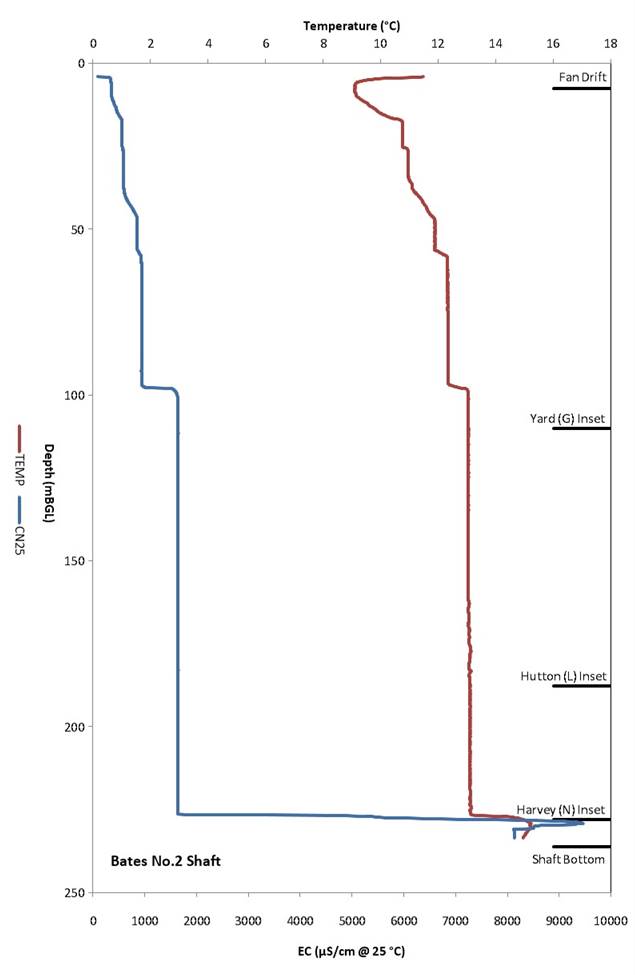 Temperature (°C)
0 2 4 6 8 10 12 14 16 18
0
Fan Drift
50
100
Yard (G) Inset
Depth (mBGL)
TEMP
CN25
150
Hutton (L) Inset
200
Harvey (N) Inset
Bates No.2 Shaft
Shaft Bottom
250
0 1000 2000 3000 4000 5000 6000 7000 8000 9000 10000
EC (µS/cm @ 25 °C)